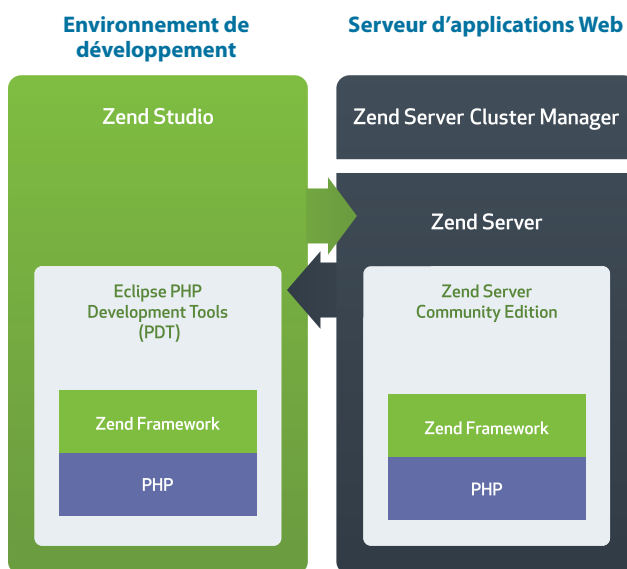 Environnement de
développement
Serveur d’applications Web
Zend Studio
Eclipse PHP
Development Tools
(PDT)
Zend Framework
PHP
Zend Server Cluster Manager
Zend Server
Zend Server
Community Edition
Zend Framework
PHP